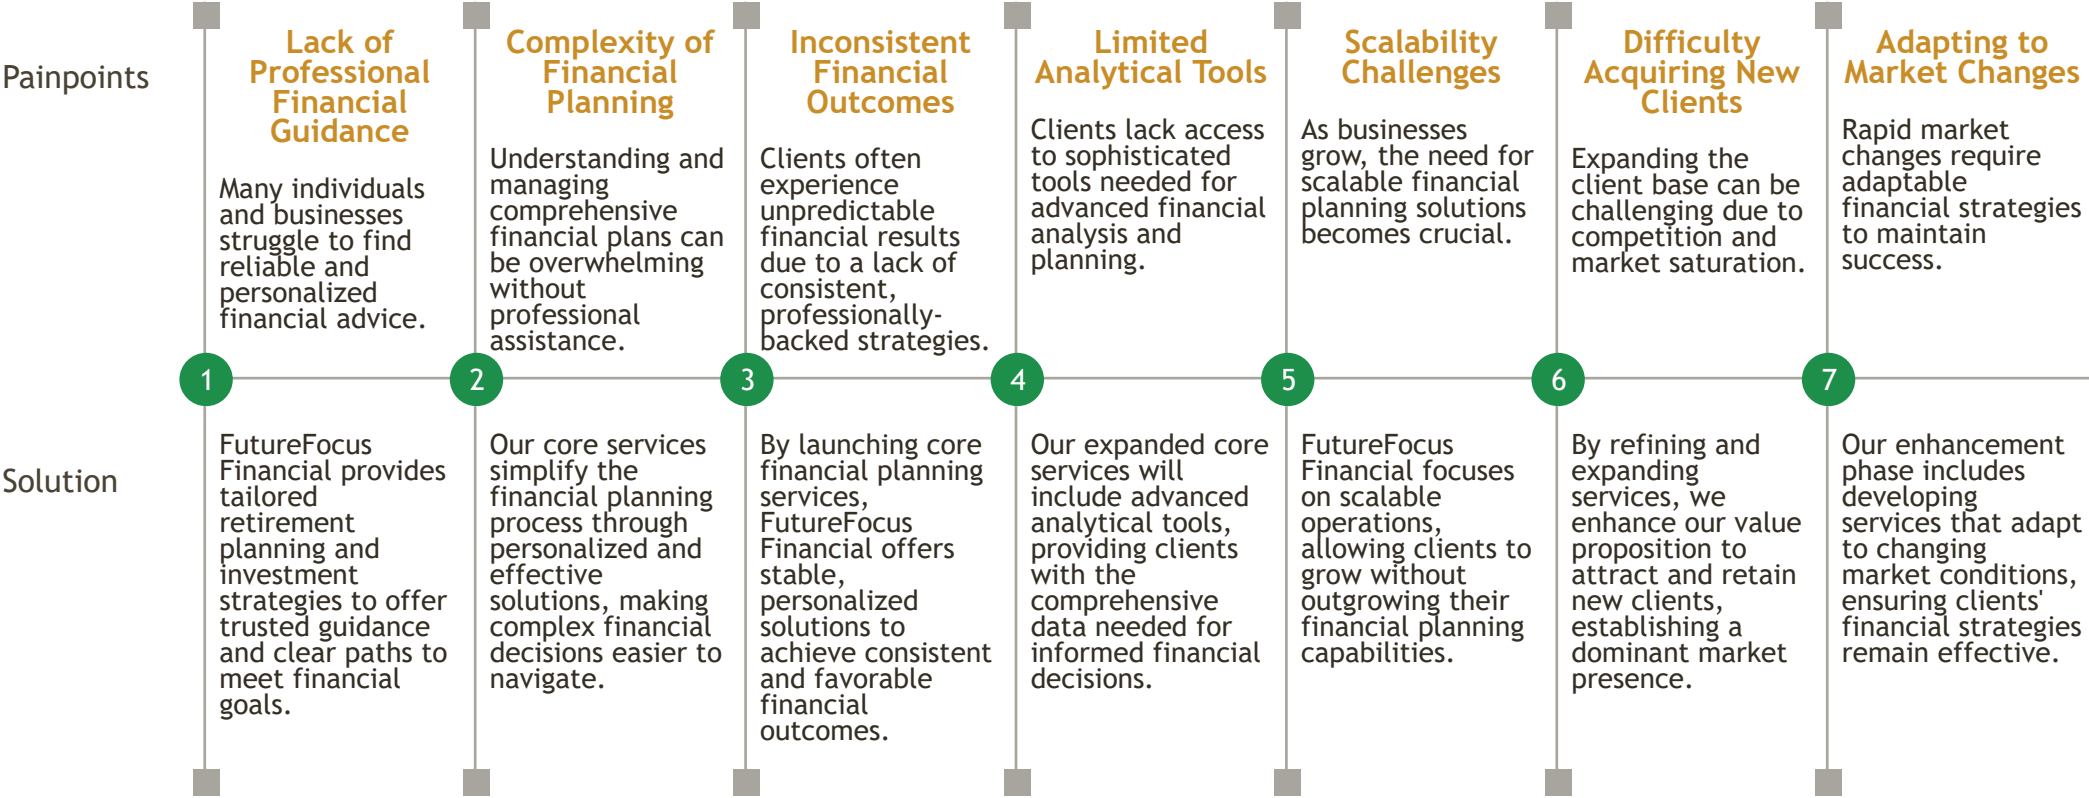 Painpoints
Lack of
Professional
Financial
Guidance
Many individuals
and businesses
struggle to find
reliable and
personalized
financial advice.
Complexity of
Financial
Planning
Understanding and
managing
comprehensive
financial plans can
be overwhelming
without
professional
assistance.
Inconsistent
Financial
Outcomes
Clients often
experience
unpredictable
financial results
due to a lack of
consistent,
professionally-
backed strategies.
Limited
Analytical Tools
Clients lack access
to sophisticated
tools needed for
advanced financial
analysis and
planning.
Scalability
Challenges
As businesses
grow, the need for
scalable financial
planning solutions
becomes crucial.
Difficulty
Acquiring New
Clients
Expanding the
client base can be
challenging due to
competition and
market saturation.
Adapting to
Market Changes
Rapid market
changes require
adaptable
financial strategies
to maintain
success.
1
2
3
4
5
6
7
Solution
FutureFocus
Financial provides
tailored
retirement
planning and
investment
strategies to offer
trusted guidance
and clear paths to
meet financial
goals.
Our core services
simplify the
financial planning
process through
personalized and
effective
solutions, making
complex financial
decisions easier to
navigate.
By launching core
financial planning
services,
FutureFocus
Financial offers
stable,
personalized
solutions to
achieve consistent
and favorable
financial
outcomes.
Our expanded core
services will
include advanced
analytical tools,
providing clients
with the
comprehensive
data needed for
informed financial
decisions.
FutureFocus
Financial focuses
on scalable
operations,
allowing clients to
grow without
outgrowing their
financial planning
capabilities.
By refining and
expanding
services, we
enhance our value
proposition to
attract and retain
new clients,
establishing a
dominant market
presence.
Our enhancement
phase includes
developing
services that adapt
to changing
market conditions,
ensuring clients'
financial strategies
remain effective.